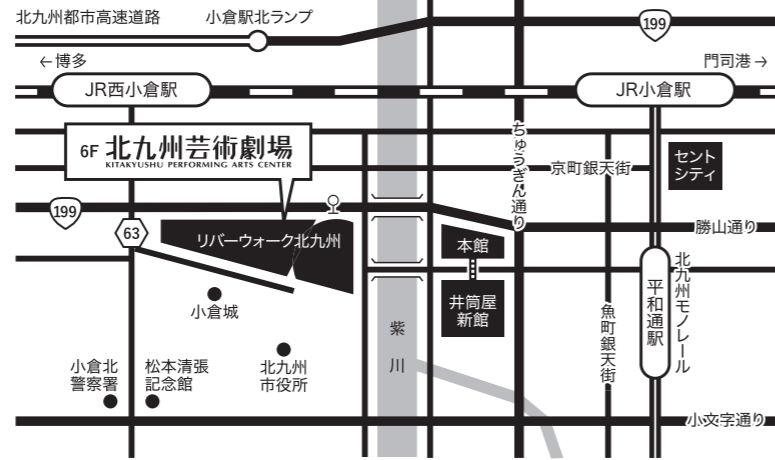 北九州都市高速道路
小倉駅北ランプ
199
←博多
門司港→
JR西小倉駅
JR小倉駅
6F 北九州芸術劇場
KITAKYUSHU PERFORMING ARTS CENTER
ちゅうぎん通り
京町銀天街
セント
シティ
199
63
リバーウォーク北九州
勝山通り
本館
井筒屋
新館
小倉城
紫川
魚町銀天街
平和通駅
北九州モノレール
小倉北
警察署
松本清張
記念館
北九州
市役所
小文字通り